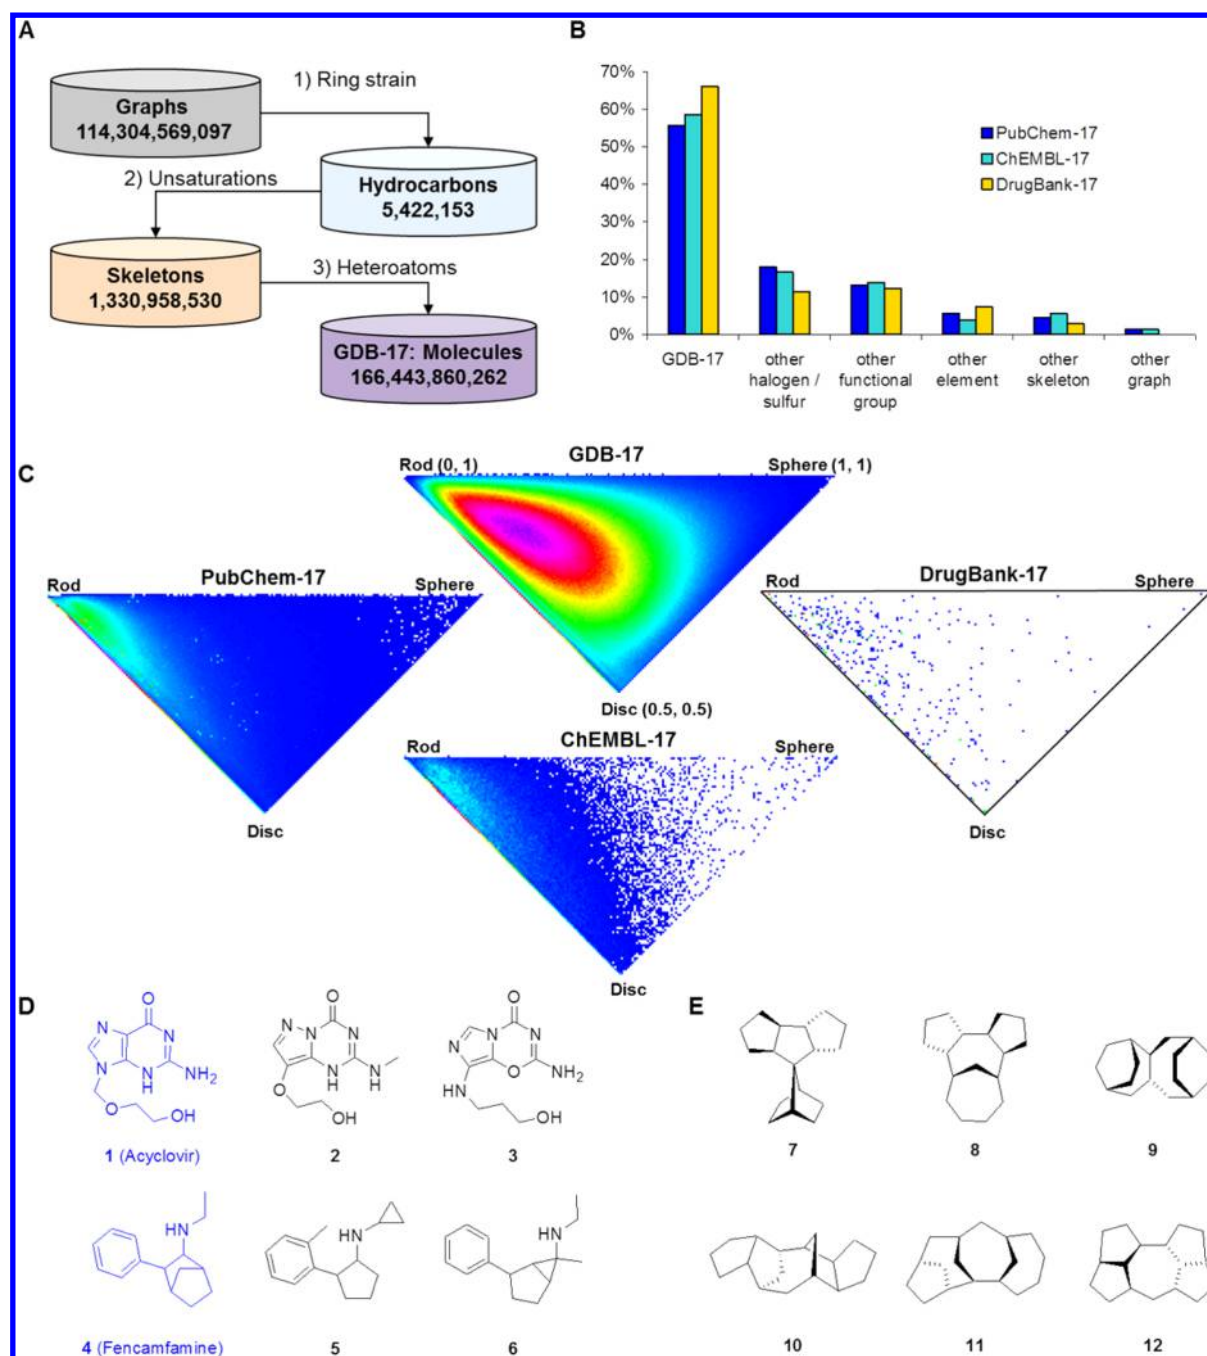 A
Graphs
114,304,569,097
1) Ring strain
Hydrocarbons
5,422,153
2) Unsaturations
Skeletons
1,330,958,530
3) Heteroatoms
GDB-17: Molecules
166,443,860,262
B
70%
60%
50%
40%
30%
20%
10%
0%
PubChem-17
ChEMBL-17
DrugBank-17
GDB-17
other
halogen /
sulfur
other
functional
group
other
element
other
skeleton
other
graph
C
GDB-17
Rod (0, 1)
Sphere (1, 1)
Disc (0.5, 0.5)
PubChem-17
Rod
Sphere
Disc
DrugBank-17
Rod
Sphere
Disc
ChEMBL-17
Rod
Sphere
Disc
D
O
N
N
N
N
H
NH2
O
OH
1 (Acyclovir)
O
N
N
N
N
H
N
H
O
OH
2
O
N
N
N
O
NH2
HN
OH
3
HN
4 (Fencamfamine)
HN
5
HN
6
E
7
8
9
10
11
12